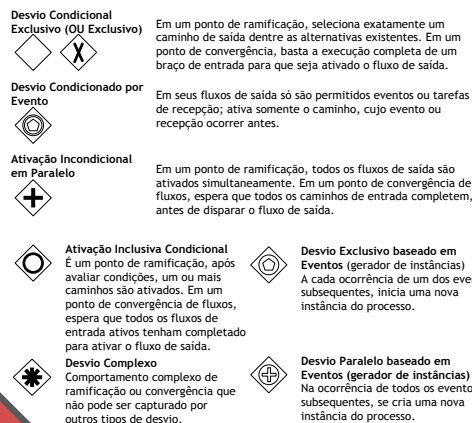 Desvio Condicional
Exclusivo (OU Exclusivo)
X
Em um ponto de ramificação, seleciona exatamente um
caminho de saída dentre as alternativas existentes. Em um
ponto de convergência, basta a execução completa de um
braço de entrada para que seja ativado o fluxo de saída.
Desvio Condicionado por
Evento
Em seus fluxos de saída só são permitidos eventos ou tarefas
de recepção; ativa somente o caminho, cujo evento ou
recepção ocorrer antes.
Ativação Incondicional
em Paralelo
Em um ponto de ramificação, todos os fluxos de saída são
ativados simultaneamente. Em um ponto de convergência de
fluxos, espera que todos os caminhos de entrada completem,
antes de disparar o fluxo de saída.
Ativação Inclusiva Condicional
É um ponto de ramificação, após
avaliar condições, um ou mais
caminhos são ativados. Em um
ponto de convergência de fluxos,
espera que todos os fluxos de
entrada ativos tenham completado
para ativar o fluxo de saída.
Desvio Exclusivo baseado em
Eventos (gerador de instâncias)
A cada ocorrência de um dos
subsequentes, inicia uma nova
instância do processo.
Desvio Complexo
Comportamento complexo de
ramificação ou convergência que
não pode ser capturado por
outros tipos de desvio.
Desvio Paralelo baseado em
Eventos (gerador de instâncias)
Na ocorrência de todos os
subsequentes, se cria uma nova
instância do processo.